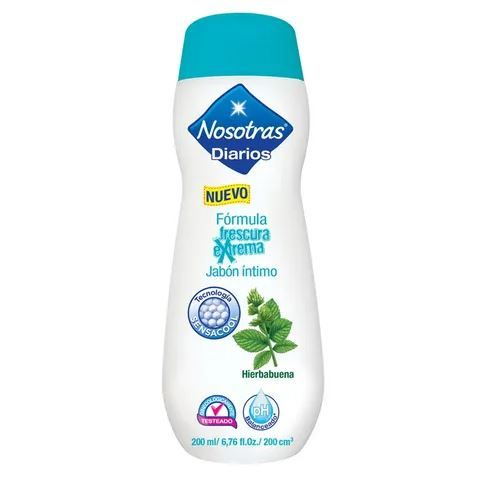 Nosotras®
Diarios
NUEVO
Fórmula
frescura
eXtrema
Jabón íntimo
Tecnología
SENSACOOL
Hierbabuena
TESTEADO
pH
Balanceado*
200 ml/ 6,76 fl.Oz./ 200 cm³